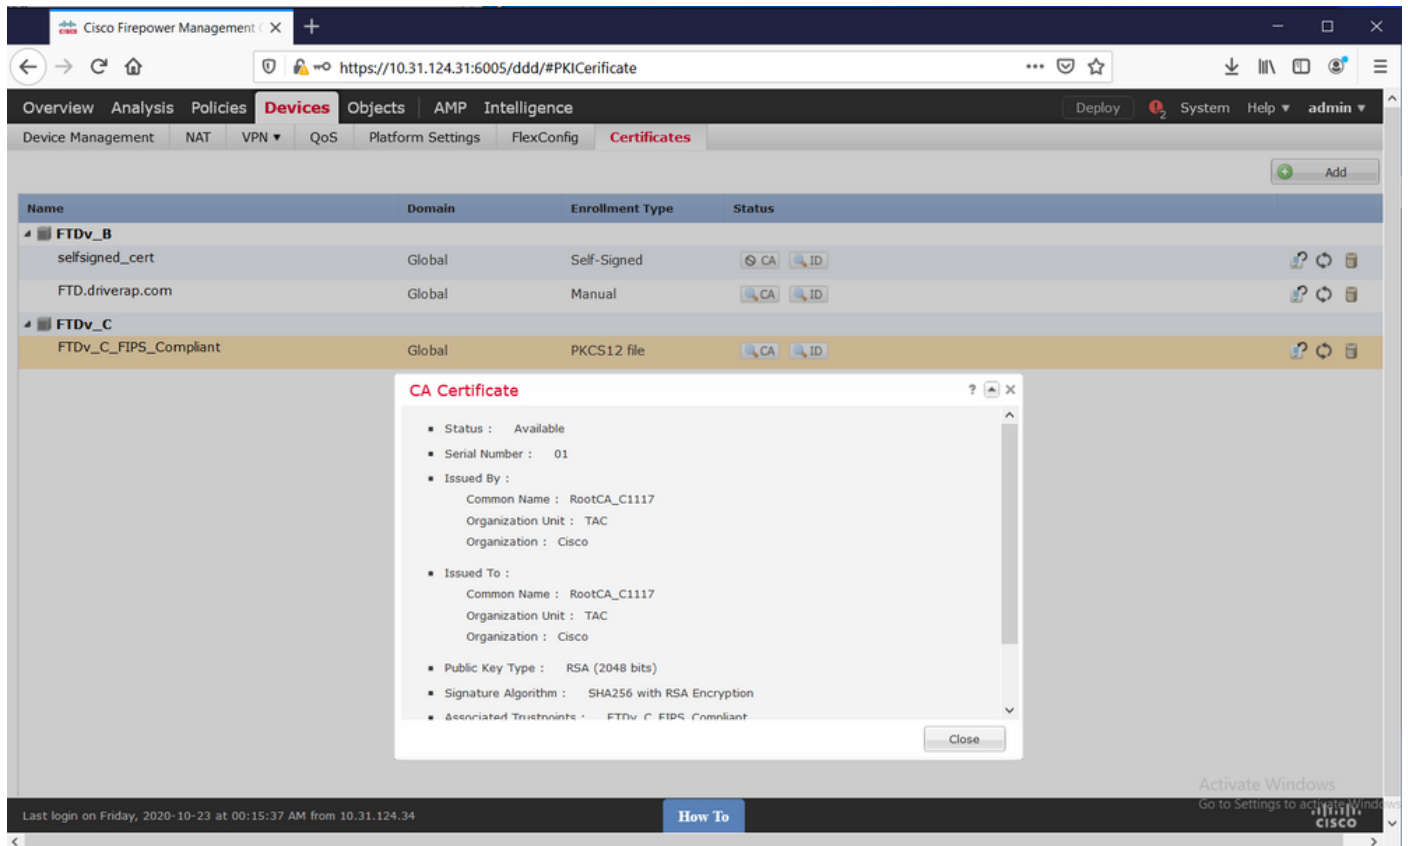 Cisco Firepower Management C
https://10.31.124.31:6005/ddd/#PKICerificate
Overview Analysis Policies Devices Objects AMP Intelligence Deploy 2 System Help admin
Device Management NAT VPN QoS Platform Settings FlexConfig Certificates
Add
Name Domain Enrollment Type Status
FTDv_B
selfsigned_cert Global Self-Signed CA ID
FTD.driverap.com Global Manual CA ID
FTDv_C
FTDv_C_FIPS_Compliant Global PKCS12 file CA ID
CA Certificate ?
Status : Available
Serial Number : 01
Issued By :
Common Name : RootCA_C1117
Organization Unit : TAC
Organization : Cisco
Issued To :
Common Name : RootCA_C1117
Organization Unit : TAC
Organization : Cisco
Public Key Type : RSA (2048 bits)
Signature Algorithm : SHA256 with RSA Encryption
Associated Trustpoints : FTDv_C_FIPS_Compliant
Close
Activate Windows
Go to Settings to activate Windows
Last login on Friday, 2020-10-23 at 00:15:37 AM from 10.31.124.34 How To
CISCO